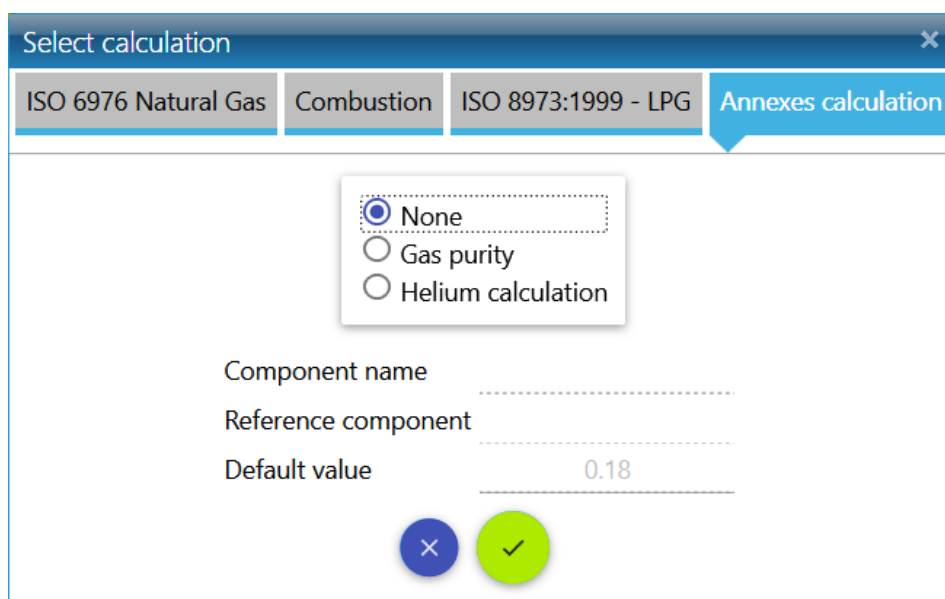 Select calculation
ISO 6976 Natural Gas Combustion ISO 8973:1999 - LPG Annexes calculation
None
Gas purity
Helium calculation
Component name
Reference component
Default value 0.18